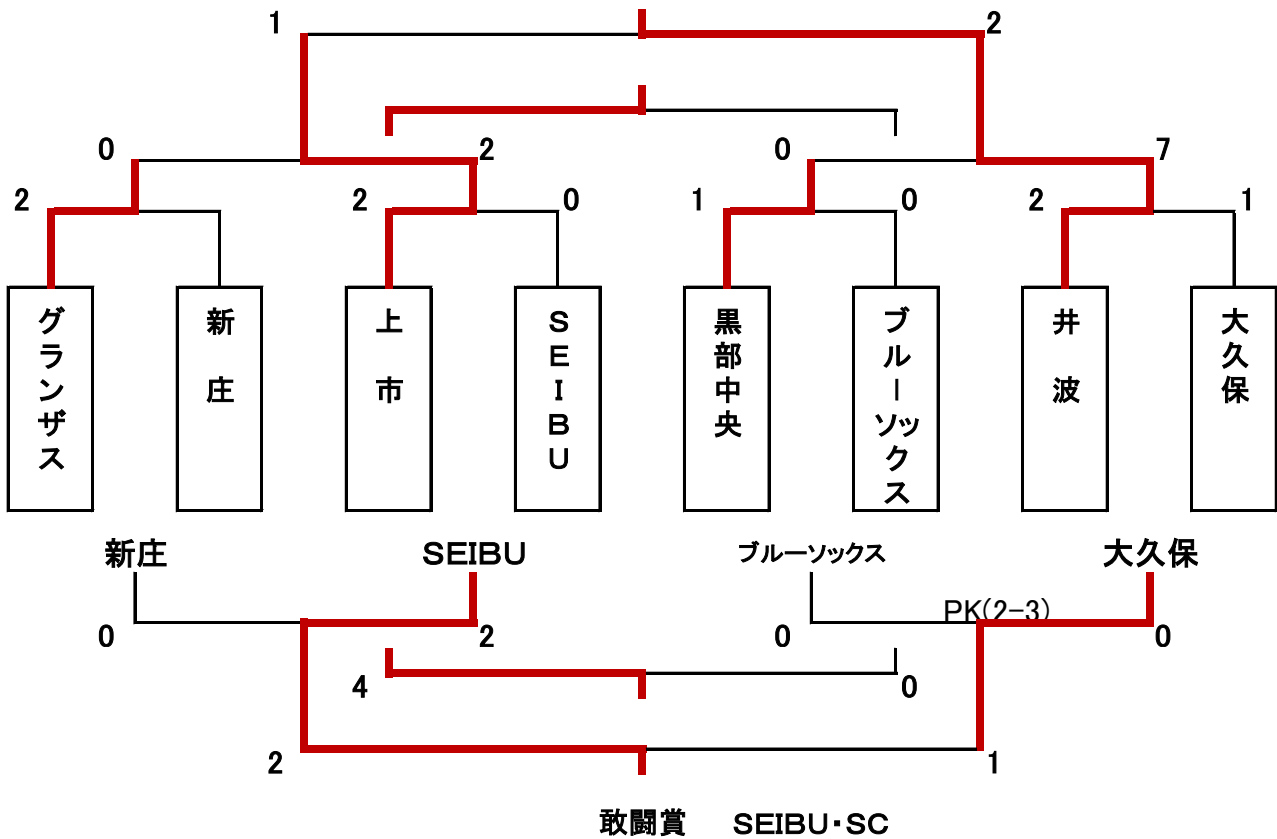 1 2
0 2 0 7
2 2 0 1 0 2 1
グランザス
新庄
上市
SEIBU
黒部中央
ブルーソックス
井波
大久保
新庄 SEIBU ブルーソックス 大久保
PK(2-3)
0 2 0 0
4 0
2 1
敢闘賞 SEIBU・SC